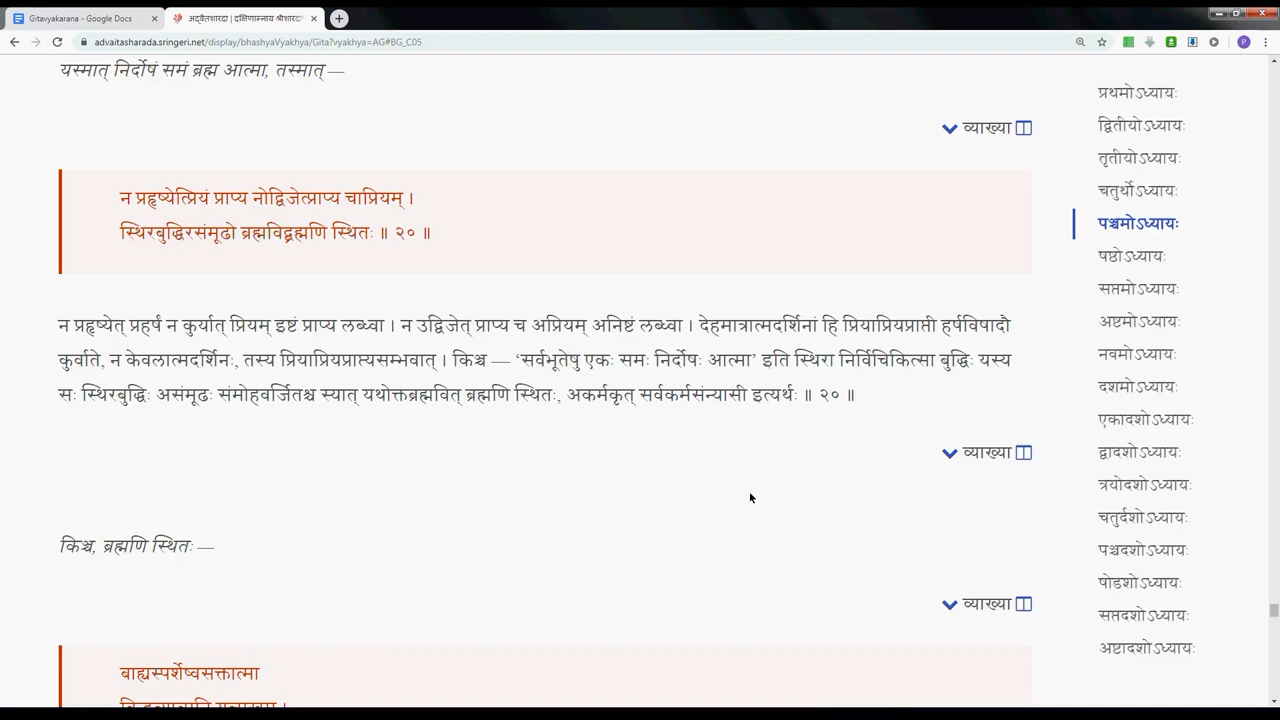 Gitavyakarana - Google Docs
अद्वैतशारदा | दक्षिणाम्नाय श्रीशारदा
advaitasharada.sringeri.net/display/bhashyaVyakhya/Gita?vyakhya=AG#BG_C05
P
यस्मात् निर्दोषं समं ब्रह्म आत्मा, तस्मात् —
व्याख्या
न प्रहृष्येत्प्रियं प्राप्य नोद्विजेत्प्राप्य चाप्रियम् ।
स्थिरबुद्धिरसंमूढो ब्रह्मविद्ब्रह्मणि स्थितः ॥ २० ॥
न प्रहृष्येत् प्रहर्षं न कुर्यात् प्रियम् इष्टं प्राप्य लब्ध्वा । न उद्विजेत् प्राप्य च अप्रियम् अनिष्टं लब्ध्वा । देहमात्रात्मदर्शिनां हि प्रियाप्रियप्राप्ती हर्षविषादौ
कुर्वाते, न केवलात्मदर्शिनः, तस्य प्रियाप्रियप्राप्त्यसम्भवात् । किञ्च — ‘सर्वभूतेषु एकः समः निर्दोषः आत्मा’ इति स्थिरा निर्विचिकित्सा बुद्धिः यस्य
सः स्थिरबुद्धिः असंमूढः संमोहवर्जितश्च स्यात् यथोक्तब्रह्मवित् ब्रह्मणि स्थितः, अकर्मकृत् सर्वकर्मसंन्यासी इत्यर्थः ॥ २० ॥
व्याख्या
किञ्च, ब्रह्मणि स्थितः —
व्याख्या
बाह्यस्पर्शेष्वसक्तात्मा
प्रथमोऽध्यायः
द्वितीयोऽध्यायः
तृतीयोऽध्यायः
चतुर्थोऽध्यायः
पञ्चमोऽध्यायः
षष्ठोऽध्यायः
सप्तमोऽध्यायः
अष्टमोऽध्यायः
नवमोऽध्यायः
दशमोऽध्यायः
एकादशोऽध्यायः
द्वादशोऽध्यायः
त्रयोदशोऽध्यायः
चतुर्दशोऽध्यायः
पञ्चदशोऽध्यायः
षोडशोऽध्यायः
सप्तदशोऽध्यायः
अष्टादशोऽध्यायः